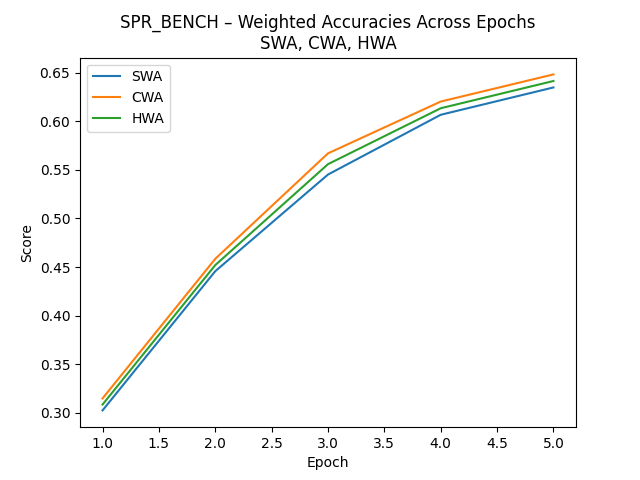 SPR_BENCH – Weighted Accuracies Across Epochs
SWA, CWA, HWA
SWA
CWA
HWA
Score
0.65
0.60
0.55
0.50
0.45
0.40
0.35
0.30
1.0 1.5 2.0 2.5 3.0 3.5 4.0 4.5 5.0
Epoch